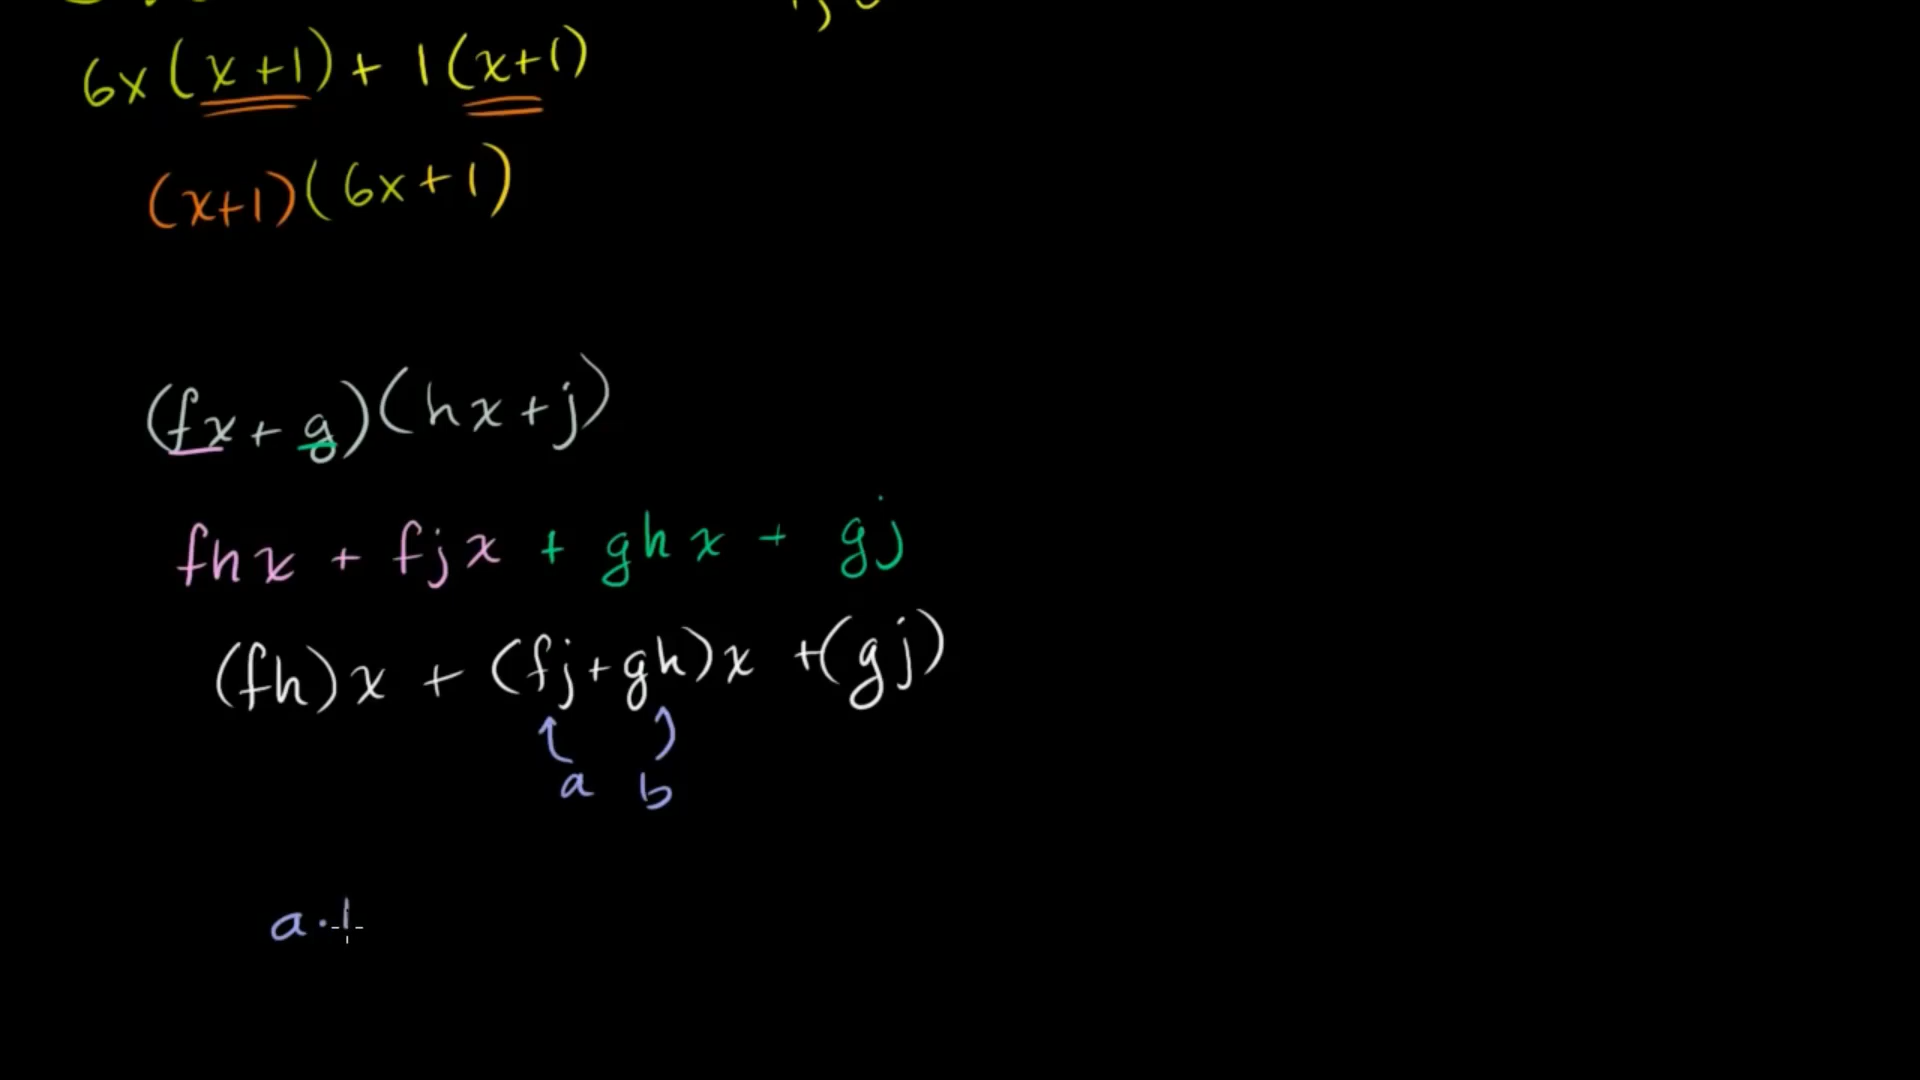 6x(x+1)+1(x+1)
(x+1)(6x+1)
(fx+g)(hx+j)
fhx + fjx + ghx + gj
(fh)x + (fj+gh)x +(gj)
a b
a·